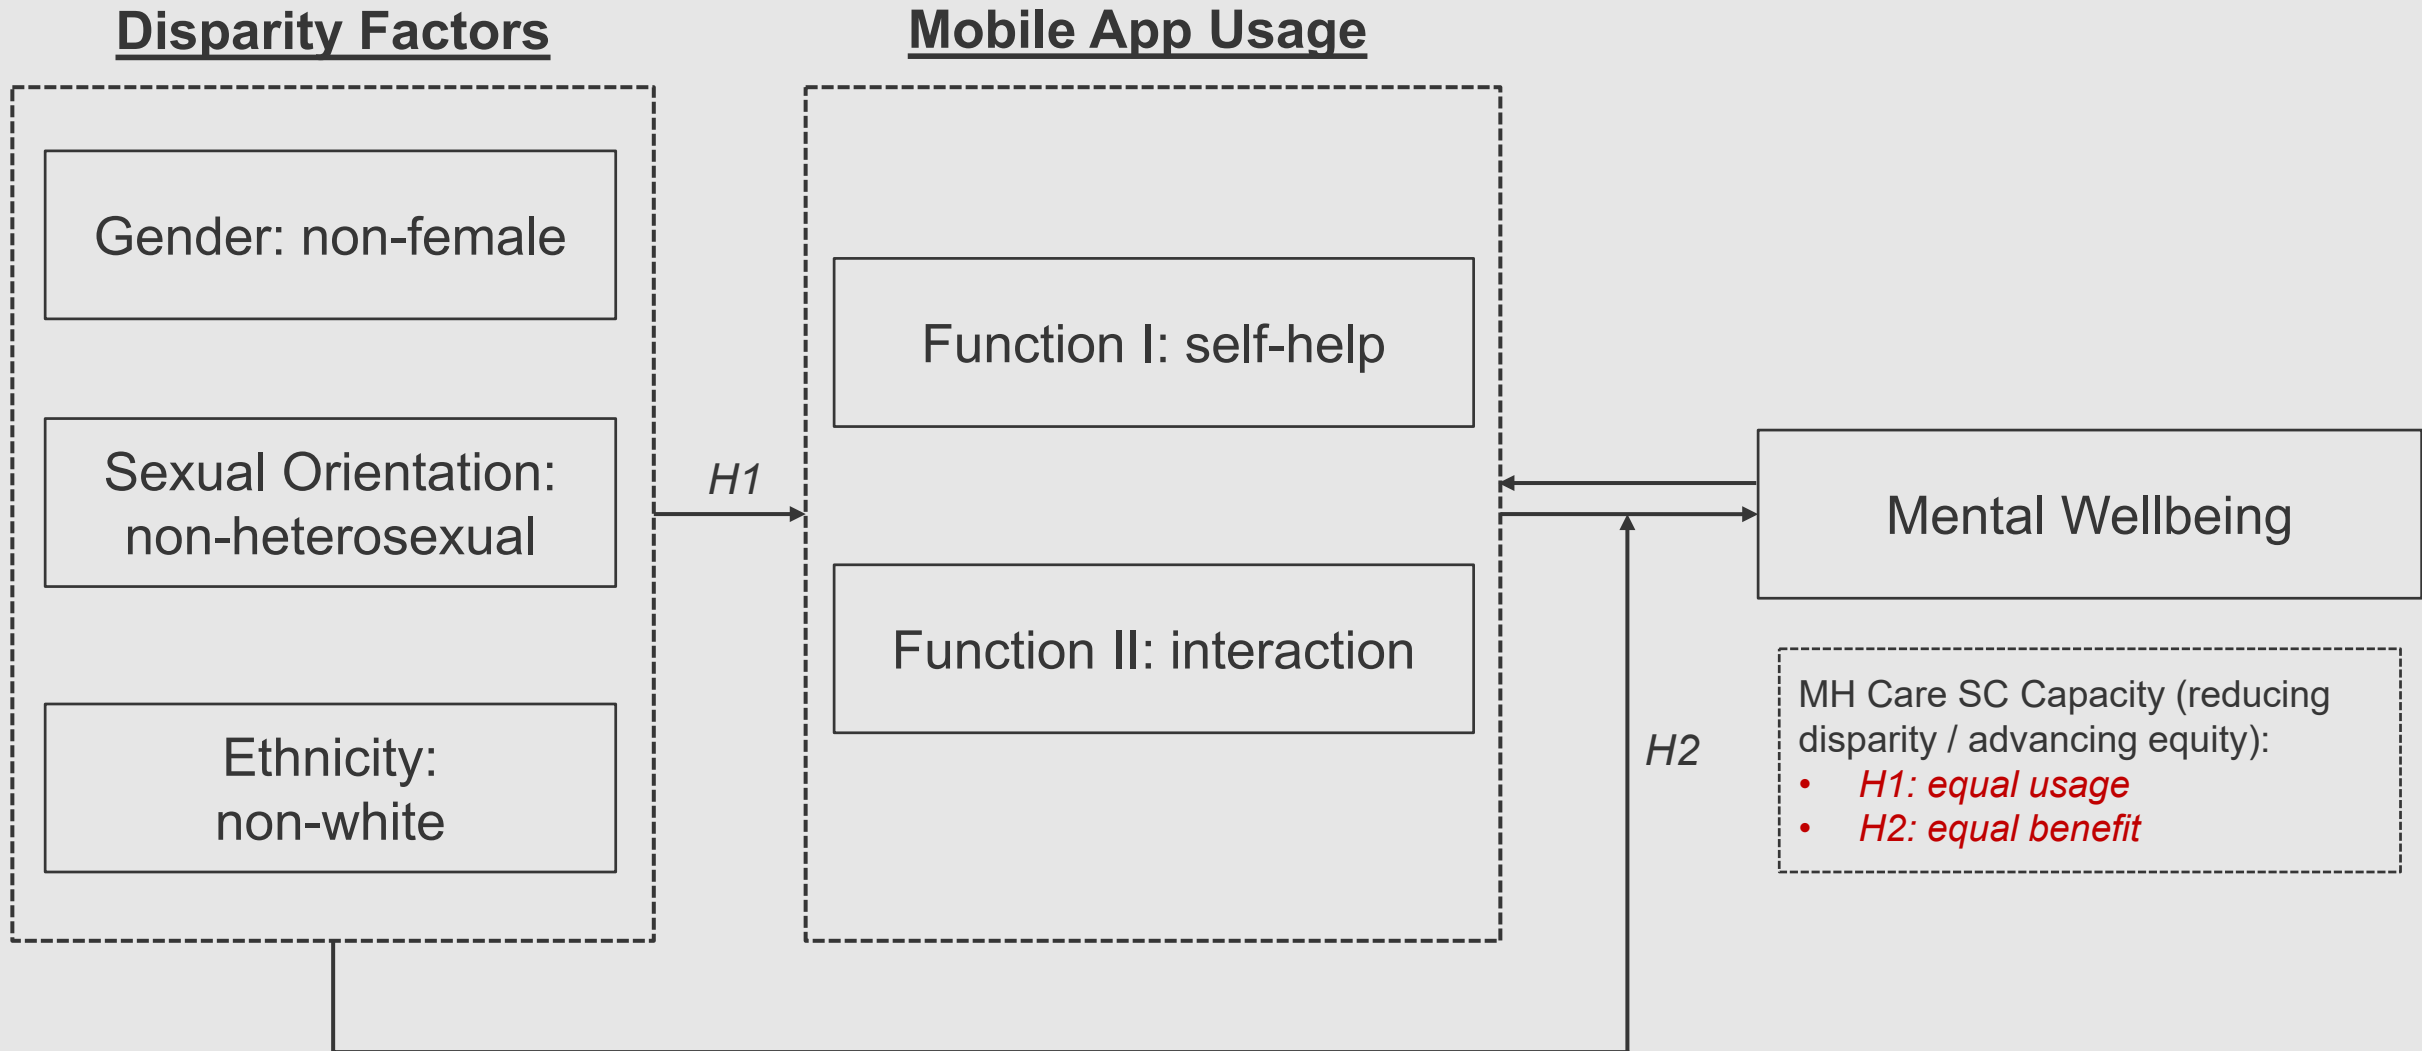 Disparity Factors
Mobile App Usage
Gender: non-female
Sexual Orientation:
non-heterosexual
Ethnicity:
non-white
H1
Function I: self-help
Function II: interaction
H2
Mental Wellbeing
MH Care SC Capacity (reducing
disparity / advancing equity):
• H1: equal usage
• H2: equal benefit